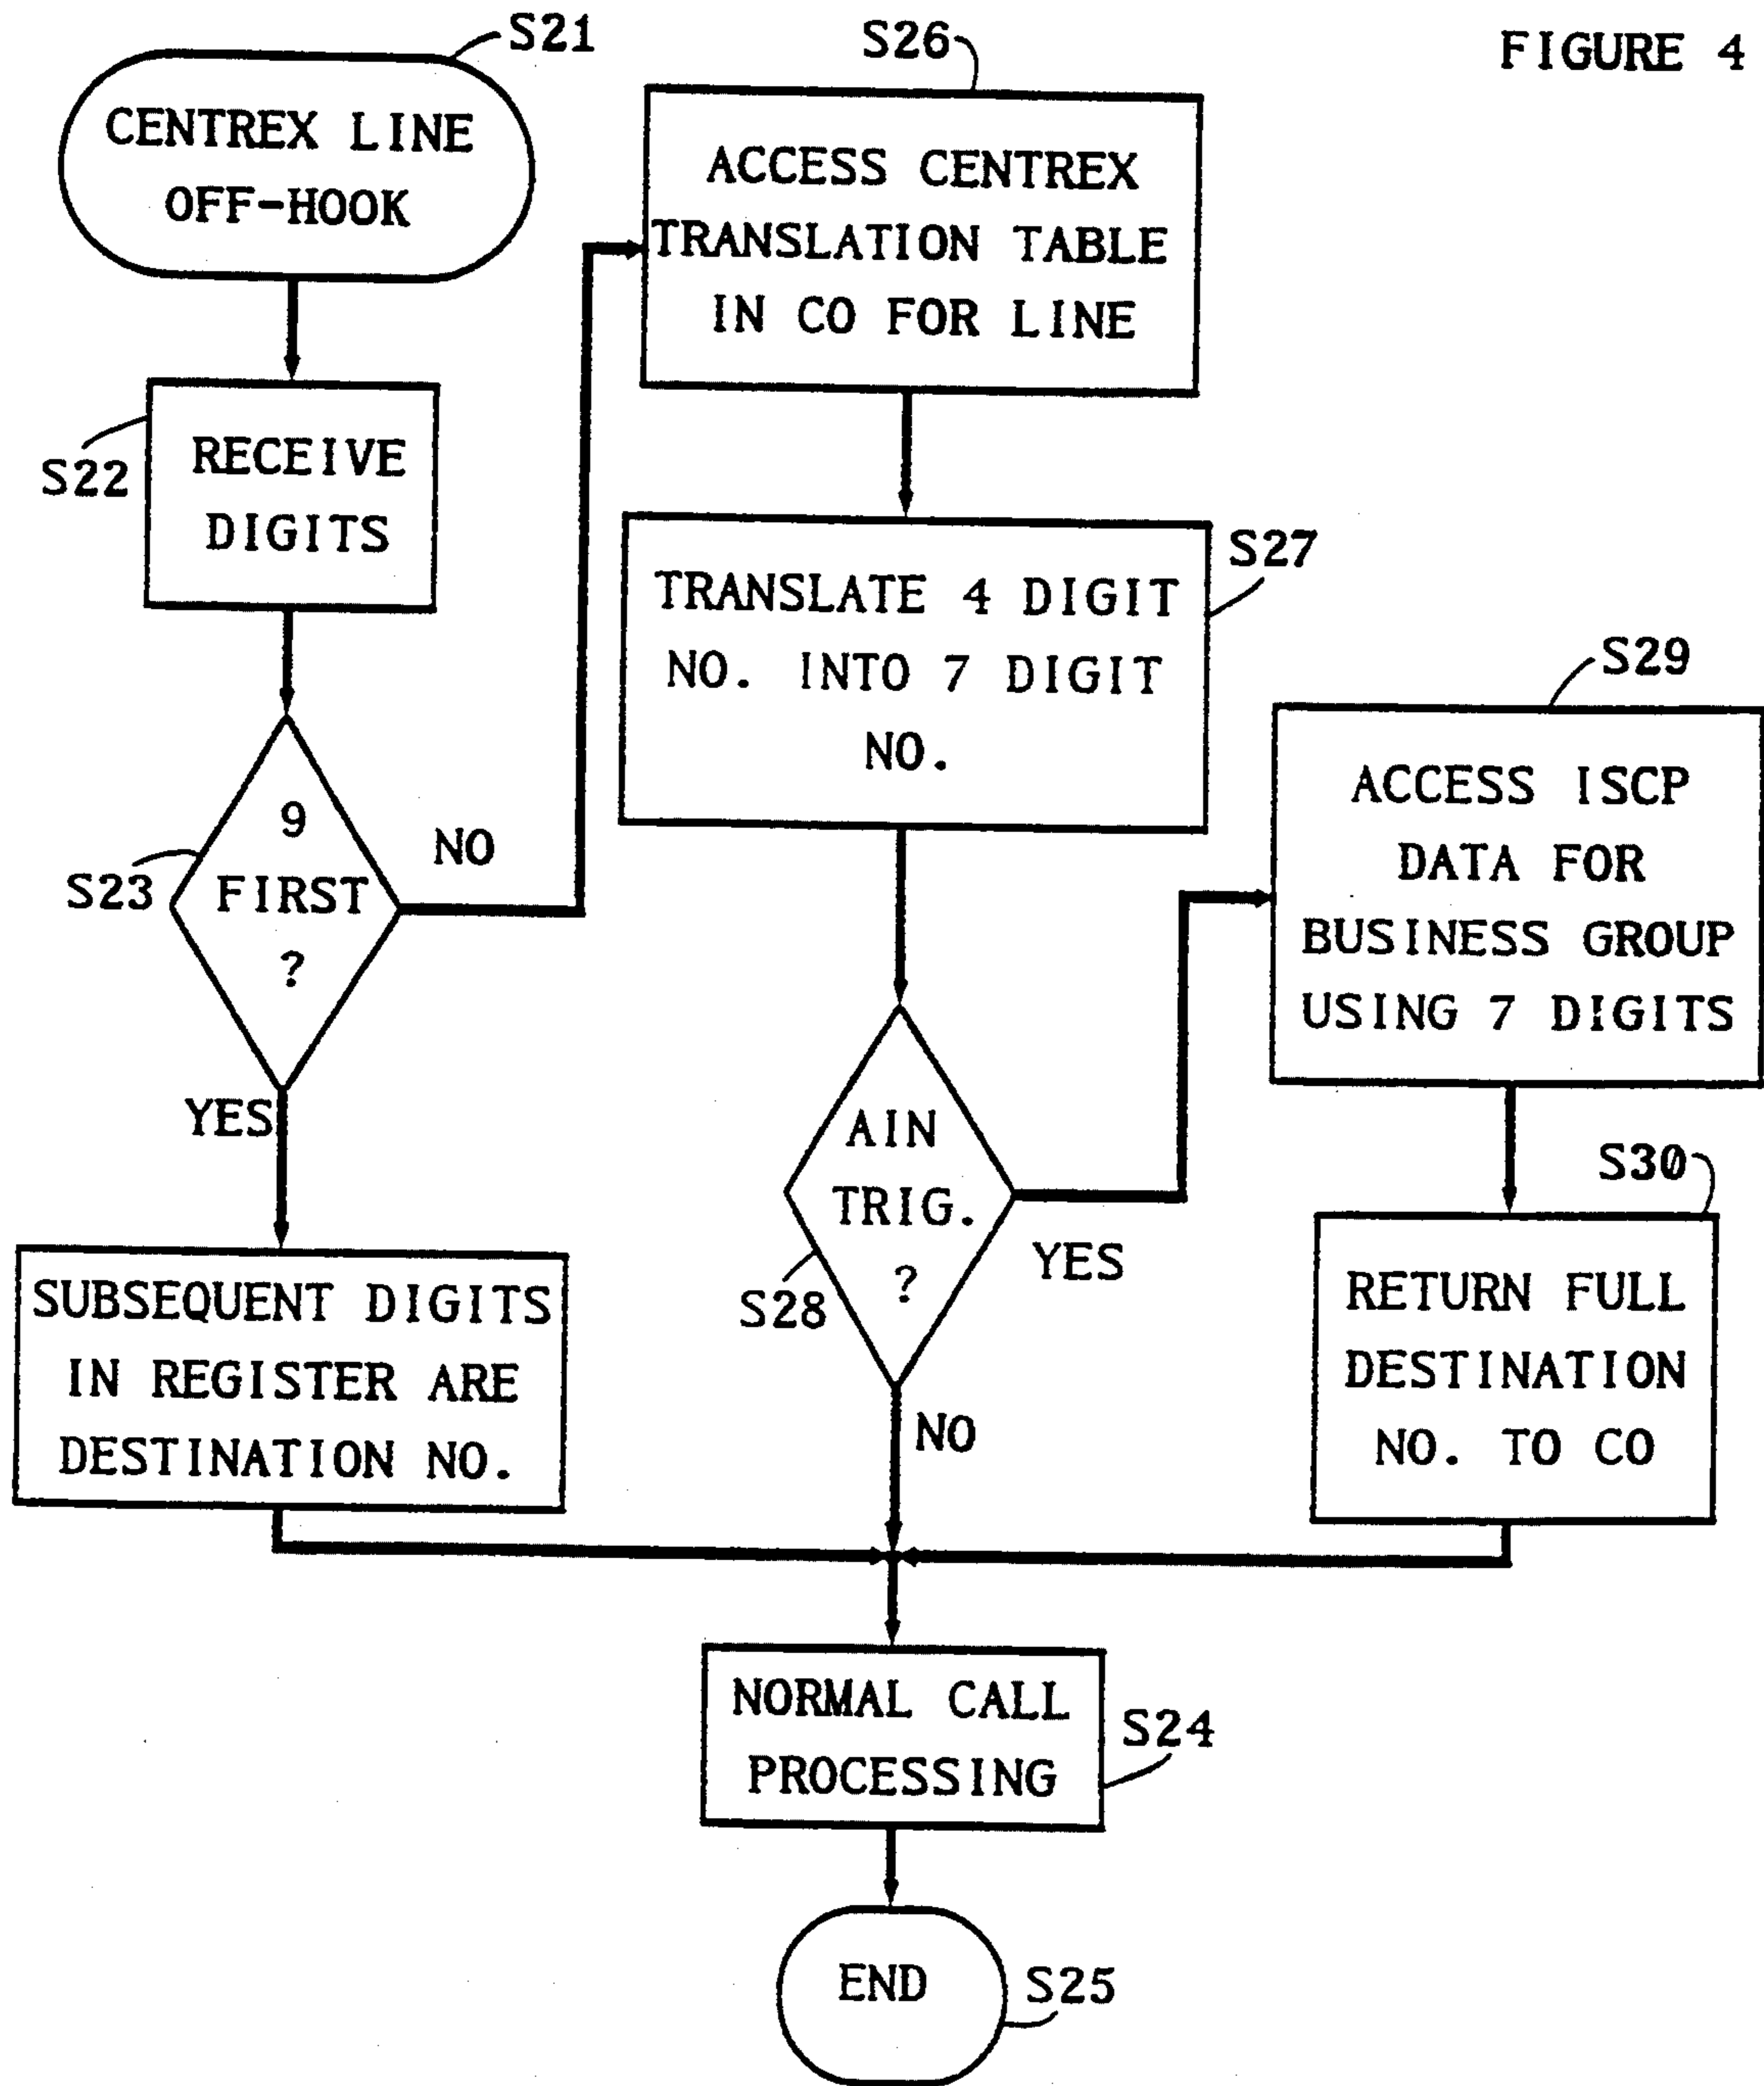 FIGURE 4
S21
CENTREX LINE
OFF-HOOK
S22
RECEIVE
DIGITS
S23
9
FIRST
?
NO
YES
SUBSEQUENT DIGITS
IN REGISTER ARE
DESTINATION NO.
S26
ACCESS CENTREX
TRANSLATION TABLE
IN CO FOR LINE
S27
TRANSLATE 4 DIGIT
NO. INTO 7 DIGIT
NO.
S28
AIN
TRIG.
?
YES
NO
S29
ACCESS ISCP
DATA FOR
BUSINESS GROUP
USING 7 DIGITS
S30
RETURN FULL
DESTINATION
NO. TO CO
NORMAL CALL
PROCESSING
S24
END
S25